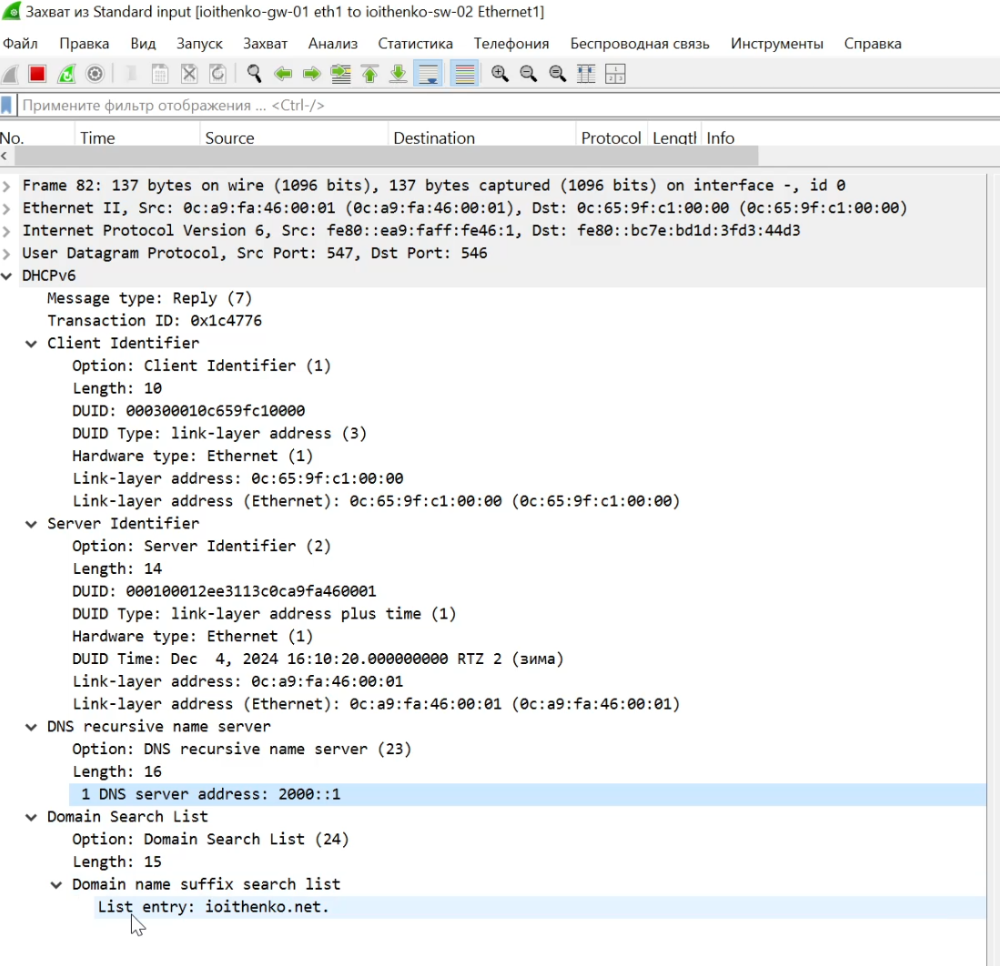 Захват из Standard input [ioithenko-gw-01 eth1 to ioithenko-sw-02 Ethernet1]
Файл Правка Вид Запуск Захват Анализ Статистика Телефония Беспроводная связь Инструменты Справка
Примените фильтр отображения ... <Ctrl-/>
No. Time Source Destination Protocol Length Info
Frame 82: 137 bytes on wire (1096 bits), 137 bytes captured (1096 bits) on interface -, id 0
Ethernet II, Src: 0c:a9:fa:46:00:01 (0c:a9:fa:46:00:01), Dst: 0c:65:9f:c1:00:00 (0c:65:9f:c1:00:00)
Internet Protocol Version 6, Src: fe80::ea9:faff:fe46:1, Dst: fe80::bc7e:bd1d:3fd3:44d3
User Datagram Protocol, Src Port: 547, Dst Port: 546
DHCPv6
Message type: Reply (7)
Transaction ID: 0x1c4776
Client Identifier
Option: Client Identifier (1)
Length: 10
DUID: 000300010c659fc10000
DUID Type: link-layer address (3)
Hardware type: Ethernet (1)
Link-layer address: 0c:65:9f:c1:00:00
Link-layer address (Ethernet): 0c:65:9f:c1:00:00 (0c:65:9f:c1:00:00)
Server Identifier
Option: Server Identifier (2)
Length: 14
DUID: 000100012ee3113c0ca9fa460001
DUID Type: link-layer address plus time (1)
Hardware type: Ethernet (1)
DUID Time: Dec  4, 2024 16:10:20.000000000 RTZ 2 (зима)
Link-layer address: 0c:a9:fa:46:00:01
Link-layer address (Ethernet): 0c:a9:fa:46:00:01 (0c:a9:fa:46:00:01)
DNS recursive name server
Option: DNS recursive name server (23)
Length: 16
1 DNS server address: 2000::1
Domain Search List
Option: Domain Search List (24)
Length: 15
Domain name suffix search list
List entry: ioithenko.net.